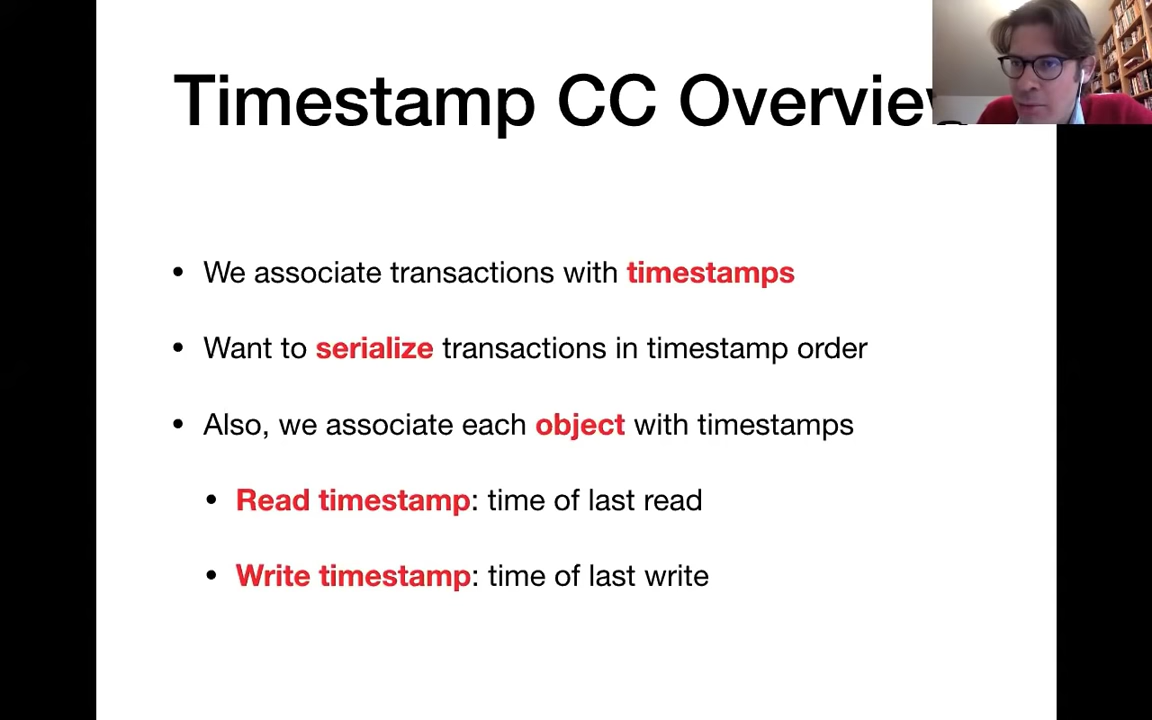 Timestamp CC Overview
• We associate transactions with timestamps
• Want to serialize transactions in timestamp order
• Also, we associate each object with timestamps
• Read timestamp: time of last read
• Write timestamp: time of last write